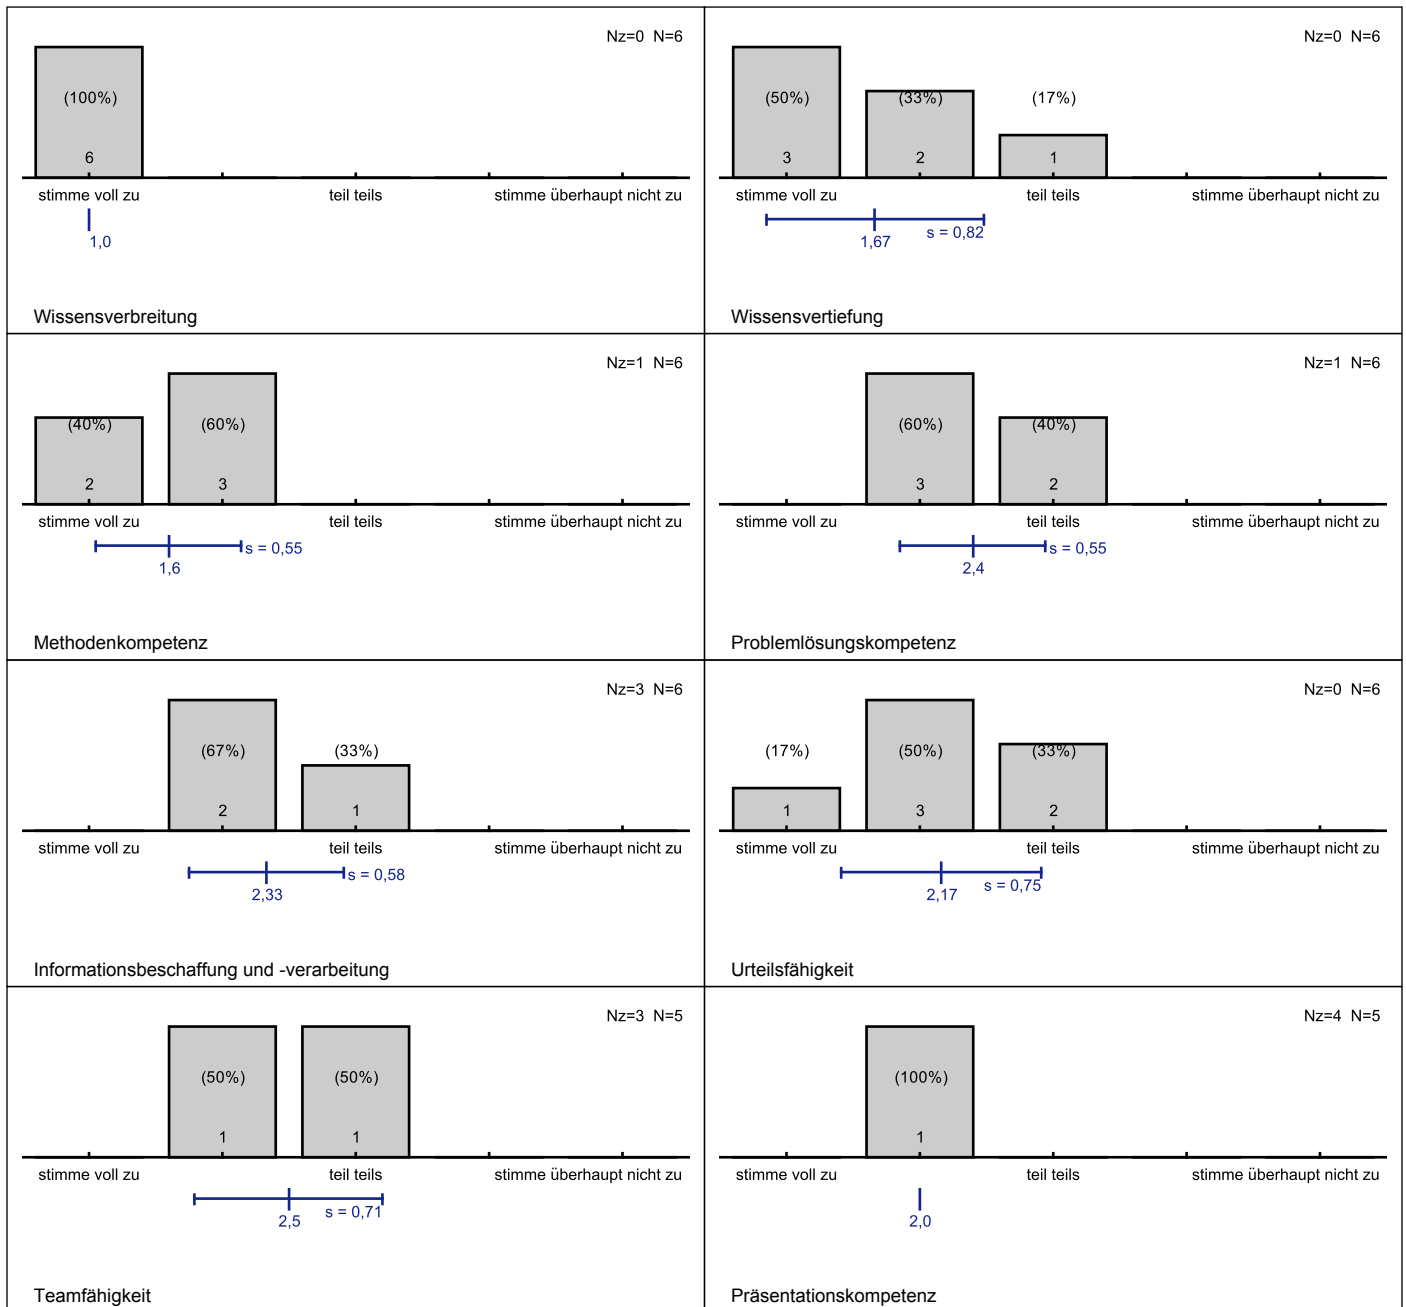 Nz=0 N=6
(100%)
6
stimme voll zu teil teils stimme überhaupt nicht zu
1,0
Wissensverbreitung
Nz=0 N=6
(50%) (33%) (17%)
3 2 1
stimme voll zu teil teils stimme überhaupt nicht zu
s = 0,82
1,67
Wissensvertiefung
Nz=1 N=6
(40%) (60%)
2 3
stimme voll zu teil teils stimme überhaupt nicht zu
s = 0,55
1,6
Methodenkompetenz
Nz=1 N=6
(60%) (40%)
3 2
stimme voll zu teil teils stimme überhaupt nicht zu
s = 0,55
2,4
Problemlösungskompetenz
Nz=3 N=6
(67%) (33%)
2 1
stimme voll zu teil teils stimme überhaupt nicht zu
s = 0,58
2,33
Informationsbeschaffung und -verarbeitung
Nz=0 N=6
(17%) (50%) (33%)
1 3 2
stimme voll zu teil teils stimme überhaupt nicht zu
s = 0,75
2,17
Urteilsfähigkeit
Nz=3 N=5
(50%) (50%)
1 1
stimme voll zu teil teils stimme überhaupt nicht zu
s = 0,71
2,5
Teamfähigkeit
Nz=4 N=5
(100%)
1
stimme voll zu teil teils stimme überhaupt nicht zu
2,0
Präsentationskompetenz